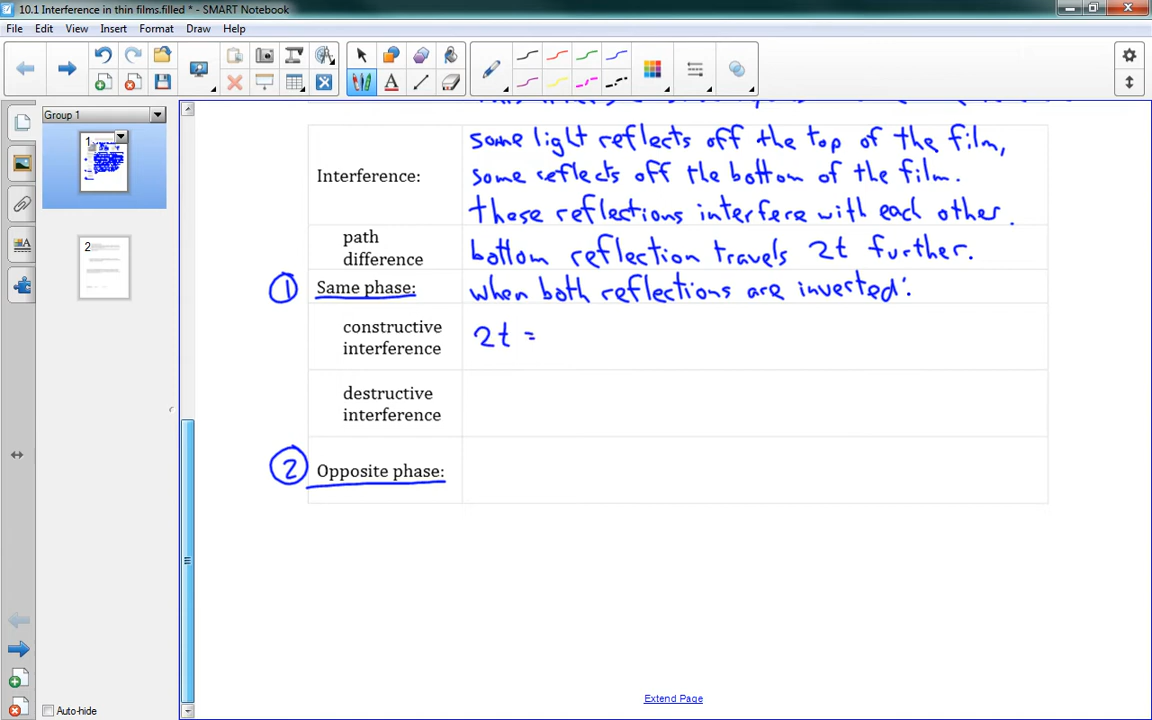 10.1 Interference in thin films.filled * - SMART Notebook
File Edit View Insert Format Draw Help
Group 1
1
2
Interference:
some light reflects off the top of the film,
some reflects off the bottom of the film.
these reflections interfere with each other.
path
difference
bottom reflection travels 2t further.
① Same phase:
when both reflections are inverted:
constructive
interference
2t =
destructive
interference
② Opposite phase:
Extend Page
Auto-hide